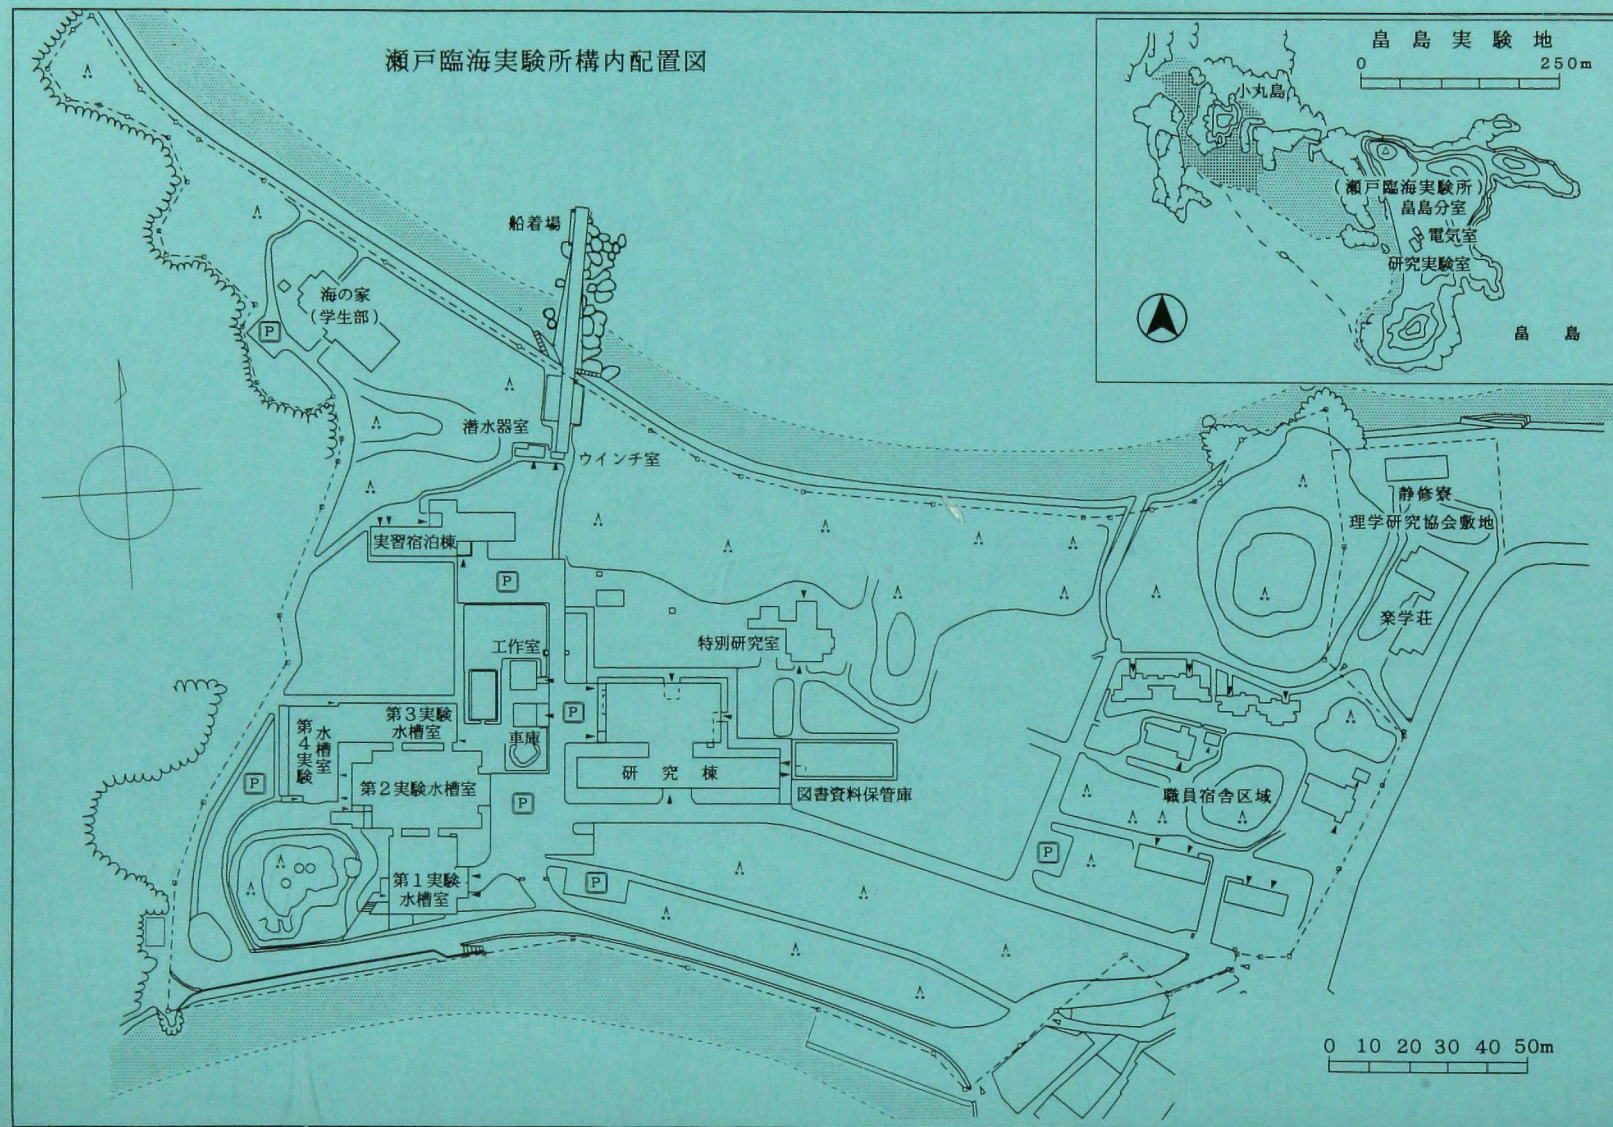 瀬戸臨海実験所構内配置図
畠島実験地
0 250m
小丸島
(瀬戸臨海実験所)
畠島分室
電気室
研究実験室
畠島
船着場
海の家
(学生部)
P
潜水器室
ウインチ室
静修寮
理学研究協会敷地
実習宿泊棟
P
楽学荘
工作室
特別研究室
第3実験
水槽室
第4実験
水槽室
車庫
P
研究棟
P
第2実験水槽室
P
図書資料保管庫
職員宿舎区域
P
第1実験
水槽室
P
0 10 20 30 40 50m